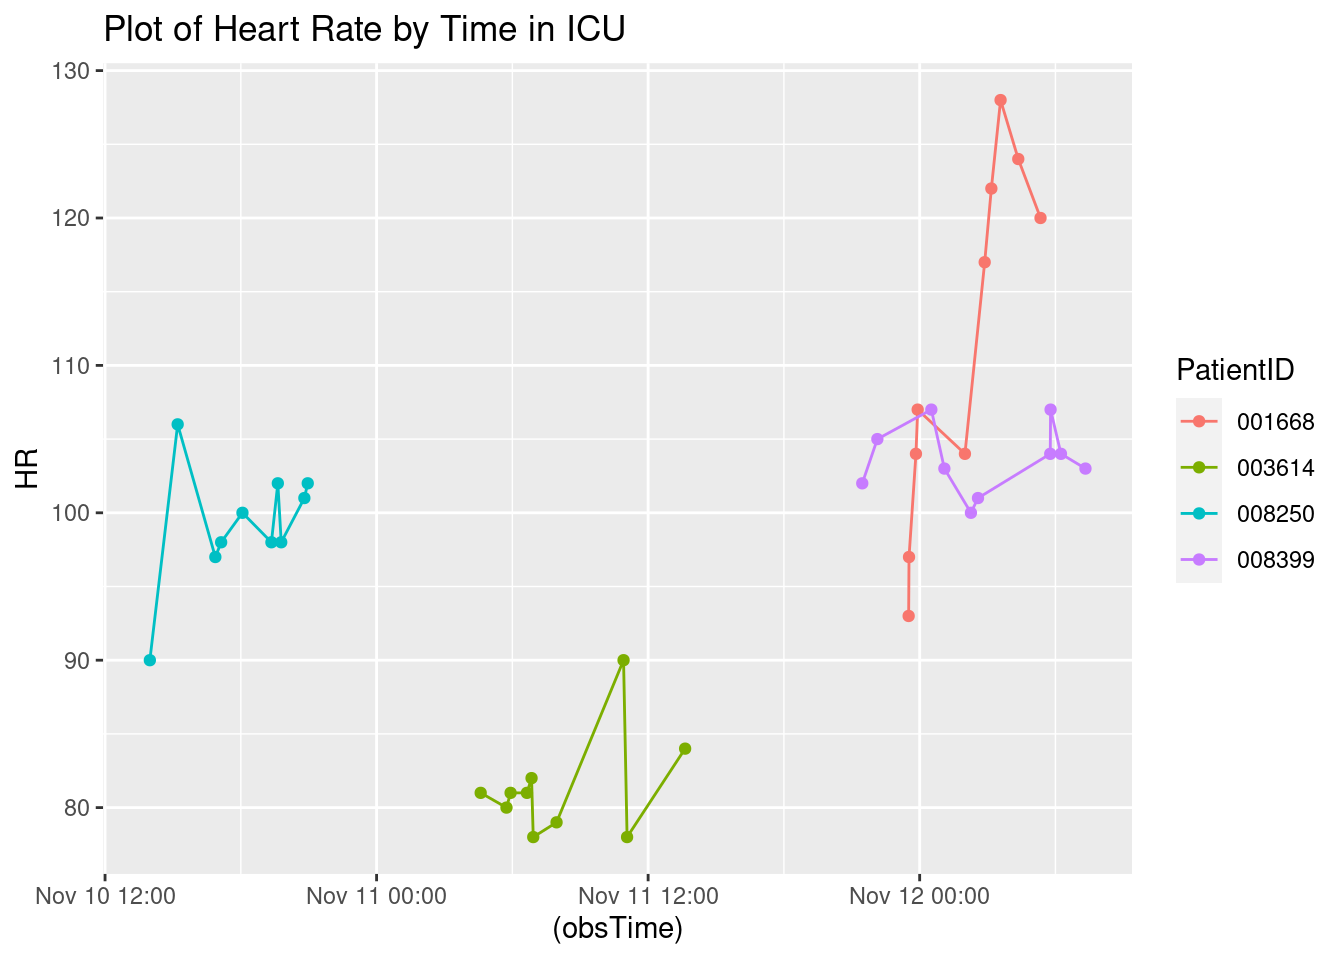 Plot of Heart Rate by Time in ICU
130
120
110
100
90
80
HR
Nov 10 12:00
Nov 11 00:00
Nov 11 12:00
Nov 12 00:00
(obsTime)
PatientID
001668
003614
008250
008399